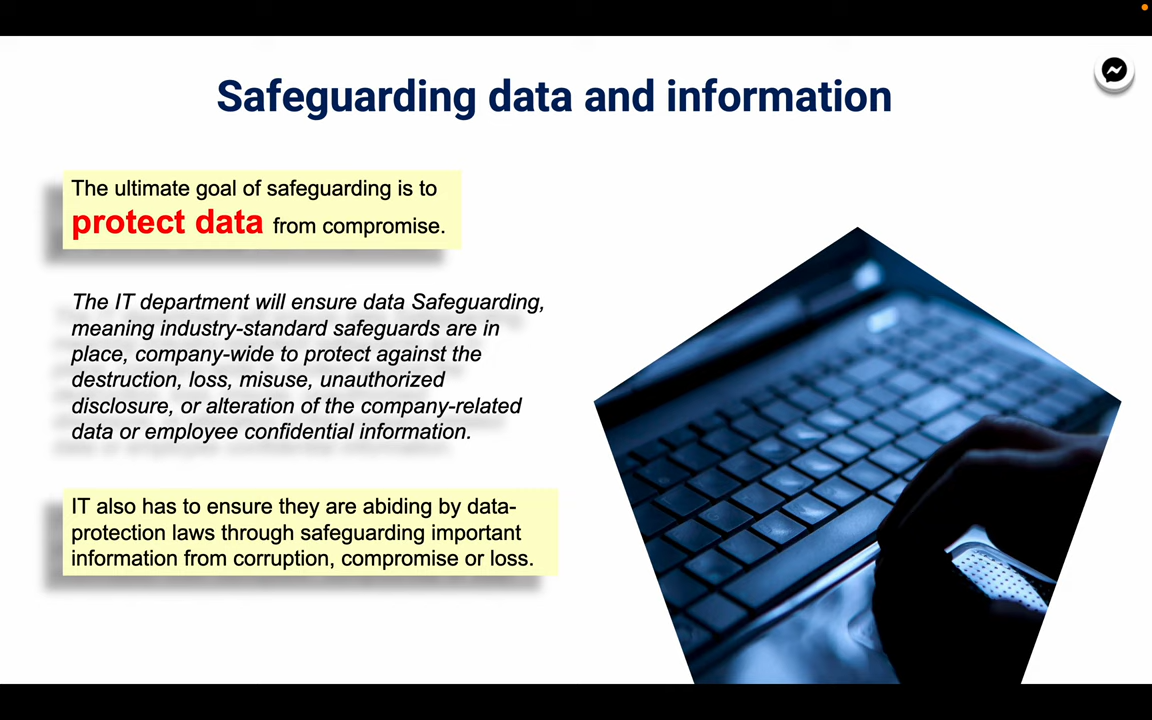 Safeguarding data and information
The ultimate goal of safeguarding is to
protect data from compromise.
The IT department will ensure data Safeguarding,
meaning industry-standard safeguards are in
place, company-wide to protect against the
destruction, loss, misuse, unauthorized
disclosure, or alteration of the company-related
data or employee confidential information.
IT also has to ensure they are abiding by data-
protection laws through safeguarding important
information from corruption, compromise or loss.